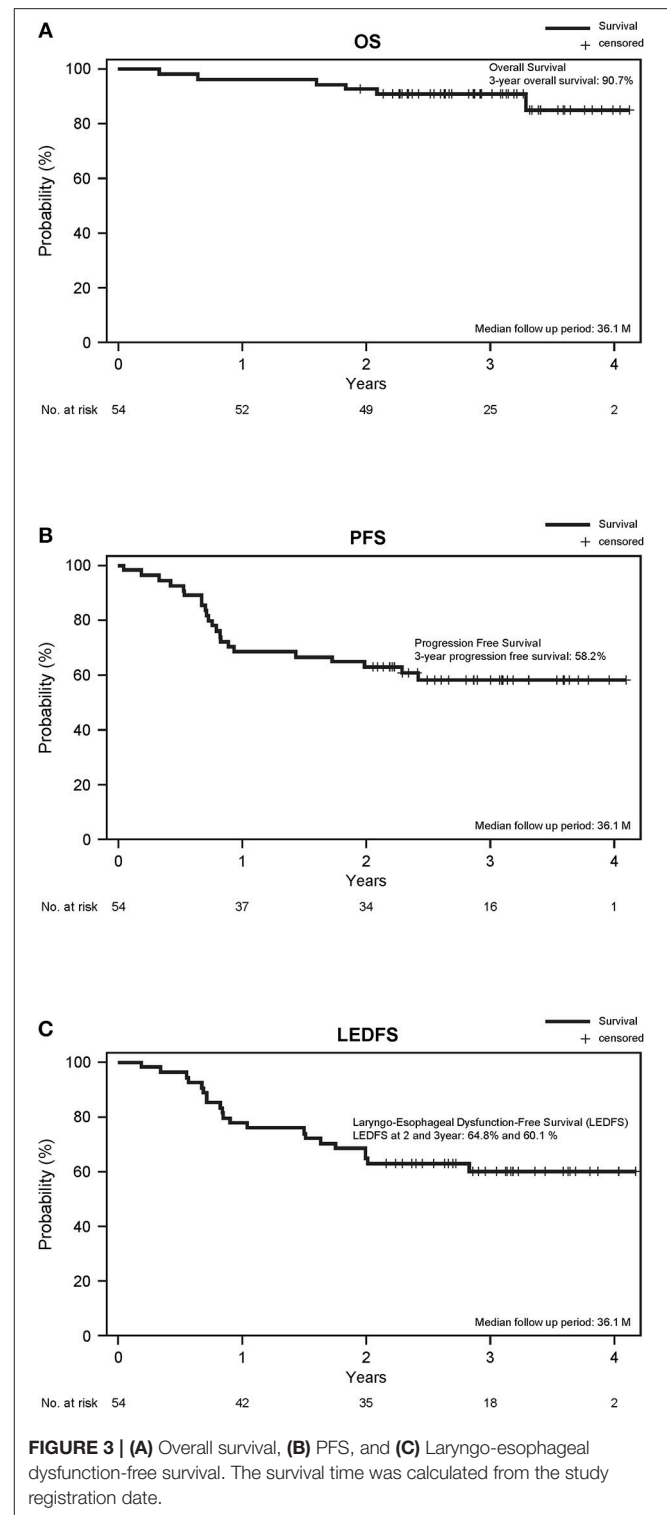 A
OS
Survival
+ censored
Overall Survival
3-year overall survival: 90.7%
Probability (%)
100
80
60
40
20
0
Median follow up period: 36.1 M
0 1 2 3 4
Years
No. at risk 54 52 49 25 2
B
PFS
Survival
+ censored
Progression Free Survival
3-year progression free survival: 58.2%
Probability (%)
100
80
60
40
20
0
Median follow up period: 36.1 M
0 1 2 3 4
Years
No. at risk 54 37 34 16 1
C
LEDFS
Survival
+ censored
Laryngo-Esophageal Dysfunction-Free Survival (LEDFS)
LEDFS at 2 and 3year: 64.8% and 60.1 %
Probability (%)
100
80
60
40
20
0
Median follow up period: 36.1 M
0 1 2 3 4
Years
No. at risk 54 42 35 18 2
FIGURE 3 | (A) Overall survival, (B) PFS, and (C) Laryngo-esophageal
dysfunction-free survival. The survival time was calculated from the study
registration date.